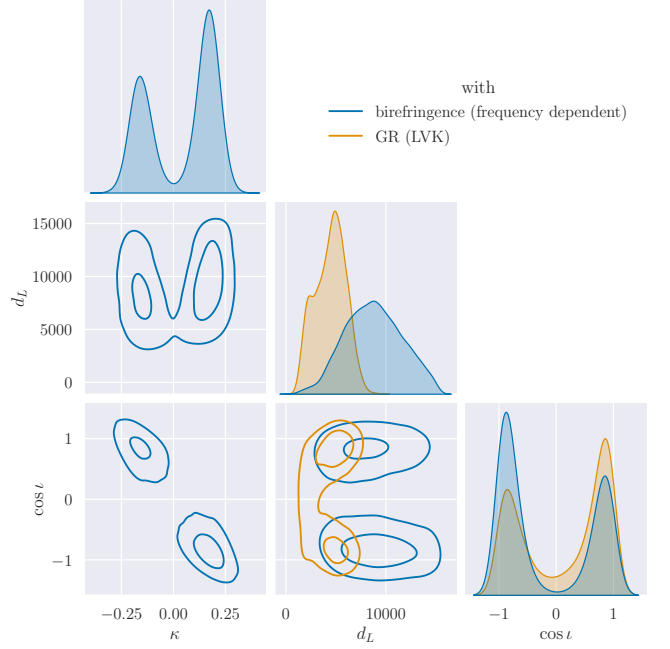 with
birefringence (frequency dependent)
GR (LVK)
15000
10000
5000
0
d_L
1
0
−1
cos ι
−0.25 0.00 0.25
κ
0 10000
d_L
−1 0 1
cos ι